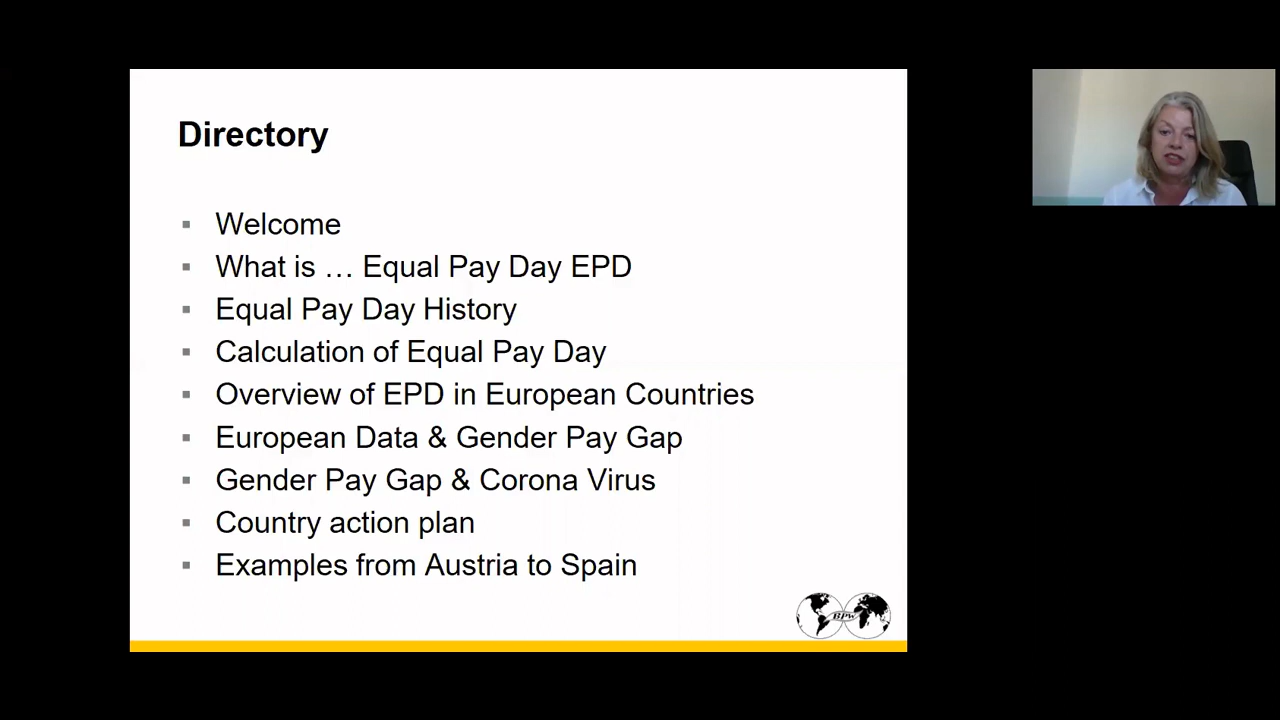 Directory
Welcome
What is … Equal Pay Day EPD
Equal Pay Day History
Calculation of Equal Pay Day
Overview of EPD in European Countries
European Data & Gender Pay Gap
Gender Pay Gap & Corona Virus
Country action plan
Examples from Austria to Spain
BPW